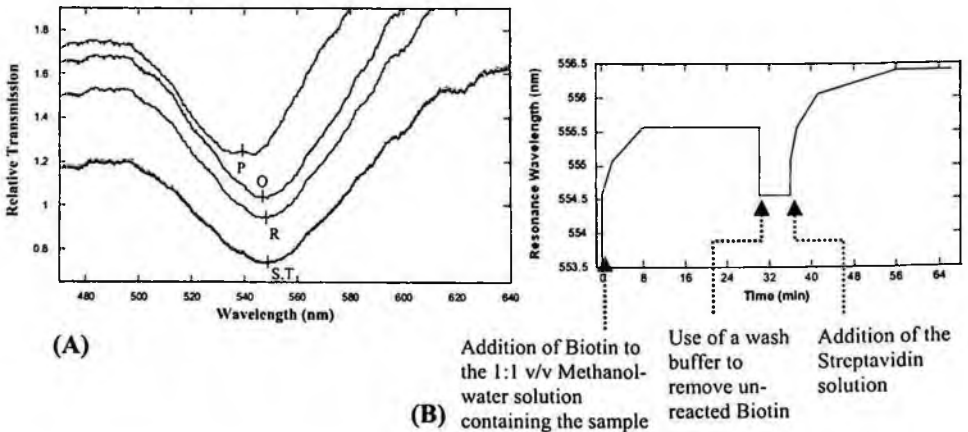 1.8
1.6
1.4
1.2
1
0.8
Relative Transmission
P
O
R
S.T.
480 500 520 540 560 580 600 620 640
Wavelength (nm)
(A)
556.5
556
556.5
555
554.5
554
553.5
Resonance Wavelength (nm)
0 8 16 24 32 40 48 56 64
Time (min)
(B)
Addition of Biotin to
the 1:1 v/v Methanol-
water solution
containing the sample
Use of a wash
buffer to
remove un-
reacted Biotin
Addition of the
Streptavidin
solution